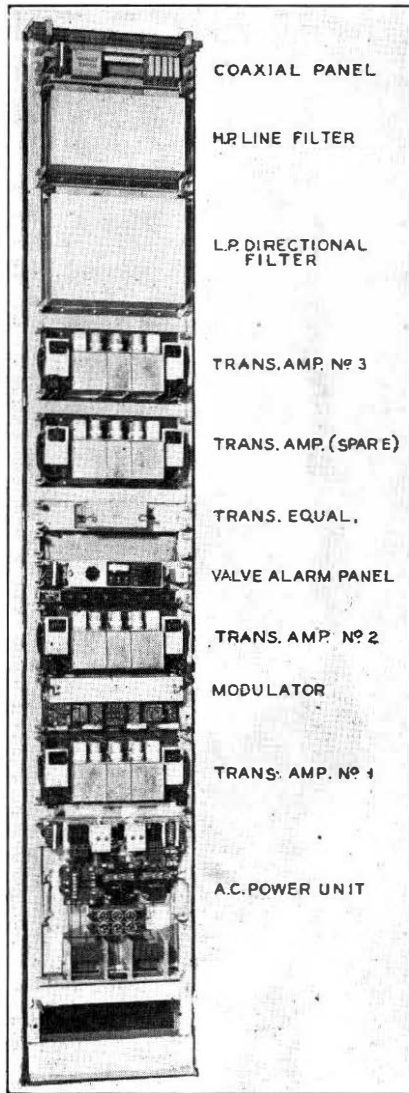 COAXIAL PANEL
H.P. LINE FILTER
L.P. DIRECTIONAL
FILTER
TRANS. AMP. Nº 3
TRANS. AMP. (SPARE)
TRANS. EQUAL.
VALVE ALARM PANEL
TRANS. AMP. Nº 2
MODULATOR
TRANS. AMP. Nº 1
A.C. POWER UNIT